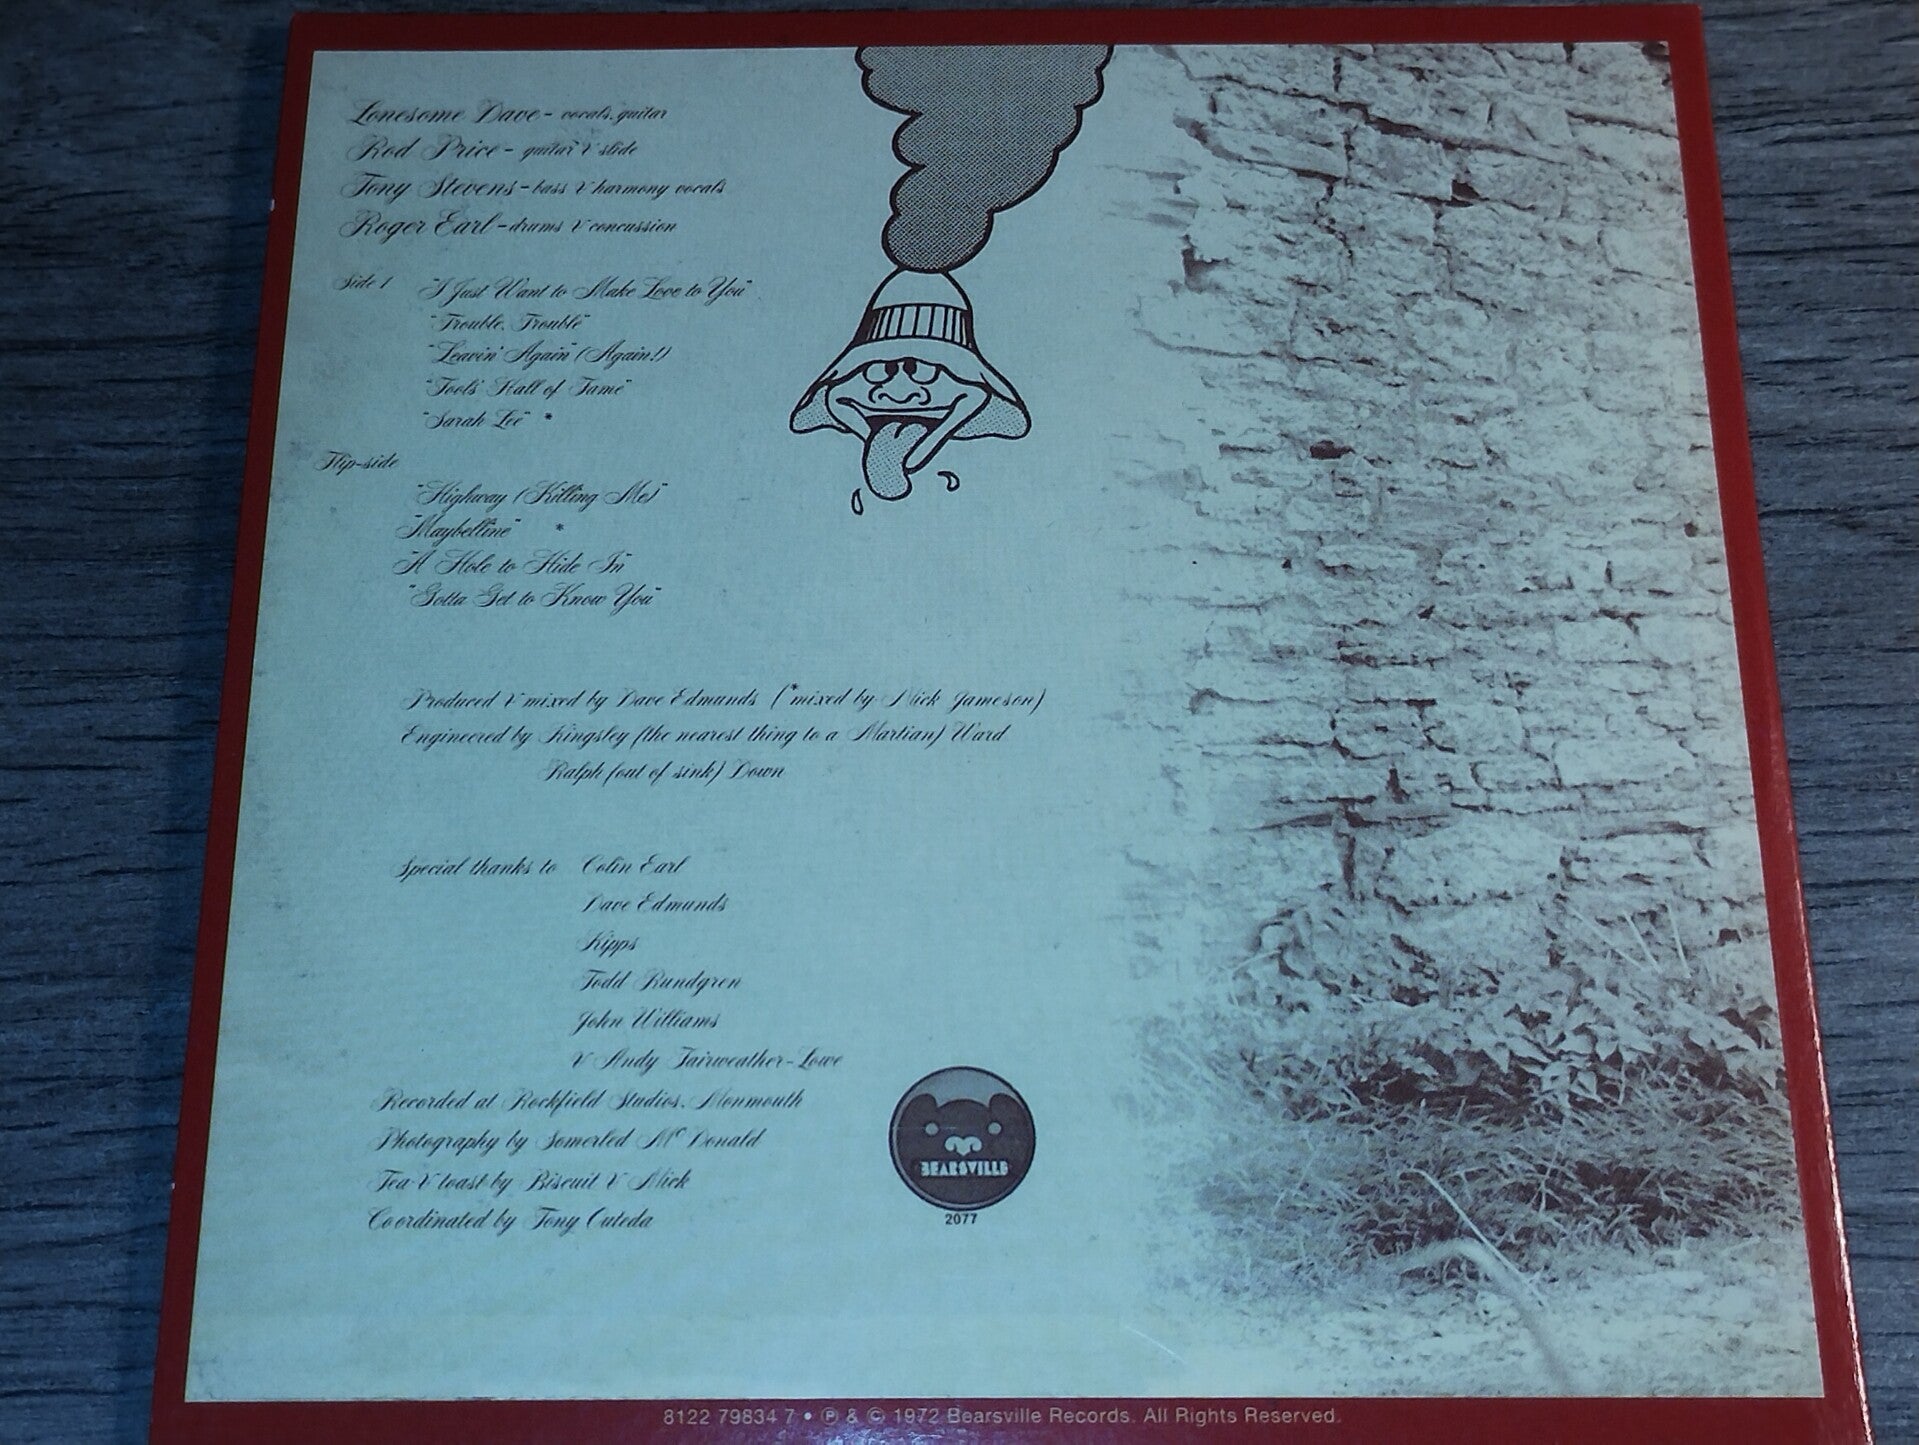 Lonesome Dave - vocals, guitar
Rod Price - guitar & slide
Tony Stevens - bass & harmony vocals
Roger Earl - drums & concussion
Side 1 "I Just Want to Make Love to You"
"Trouble, Trouble"
"Leavin' Again" (Again!)
"Fools' Hall of Fame"
"Sarah Lee" *
Flip-side
"Highway (Killing Me)"
"Maybelline" *
"A Hole to Hide In"
"Gotta Get to Know You"
Produced & mixed by Dave Edmunds (*mixed by Nick Jameson)
Engineered by Kingsley (the nearest thing to a Martian) Ward
Ralph (out of sink) Down
Special thanks to Colin Earl
Dave Edmunds
Kipps
Todd Rundgren
John Williams
& Andy Fairweather-Lowe
Recorded at Rockfield Studios, Monmouth
Photography by Somerled McDonald
Tea & toast by Biscuit & Mick
Coordinated by Tony Outeda
BEARSVILLE
2077
8122 79834 7 • ℗ & © 1972 Bearsville Records. All Rights Reserved.